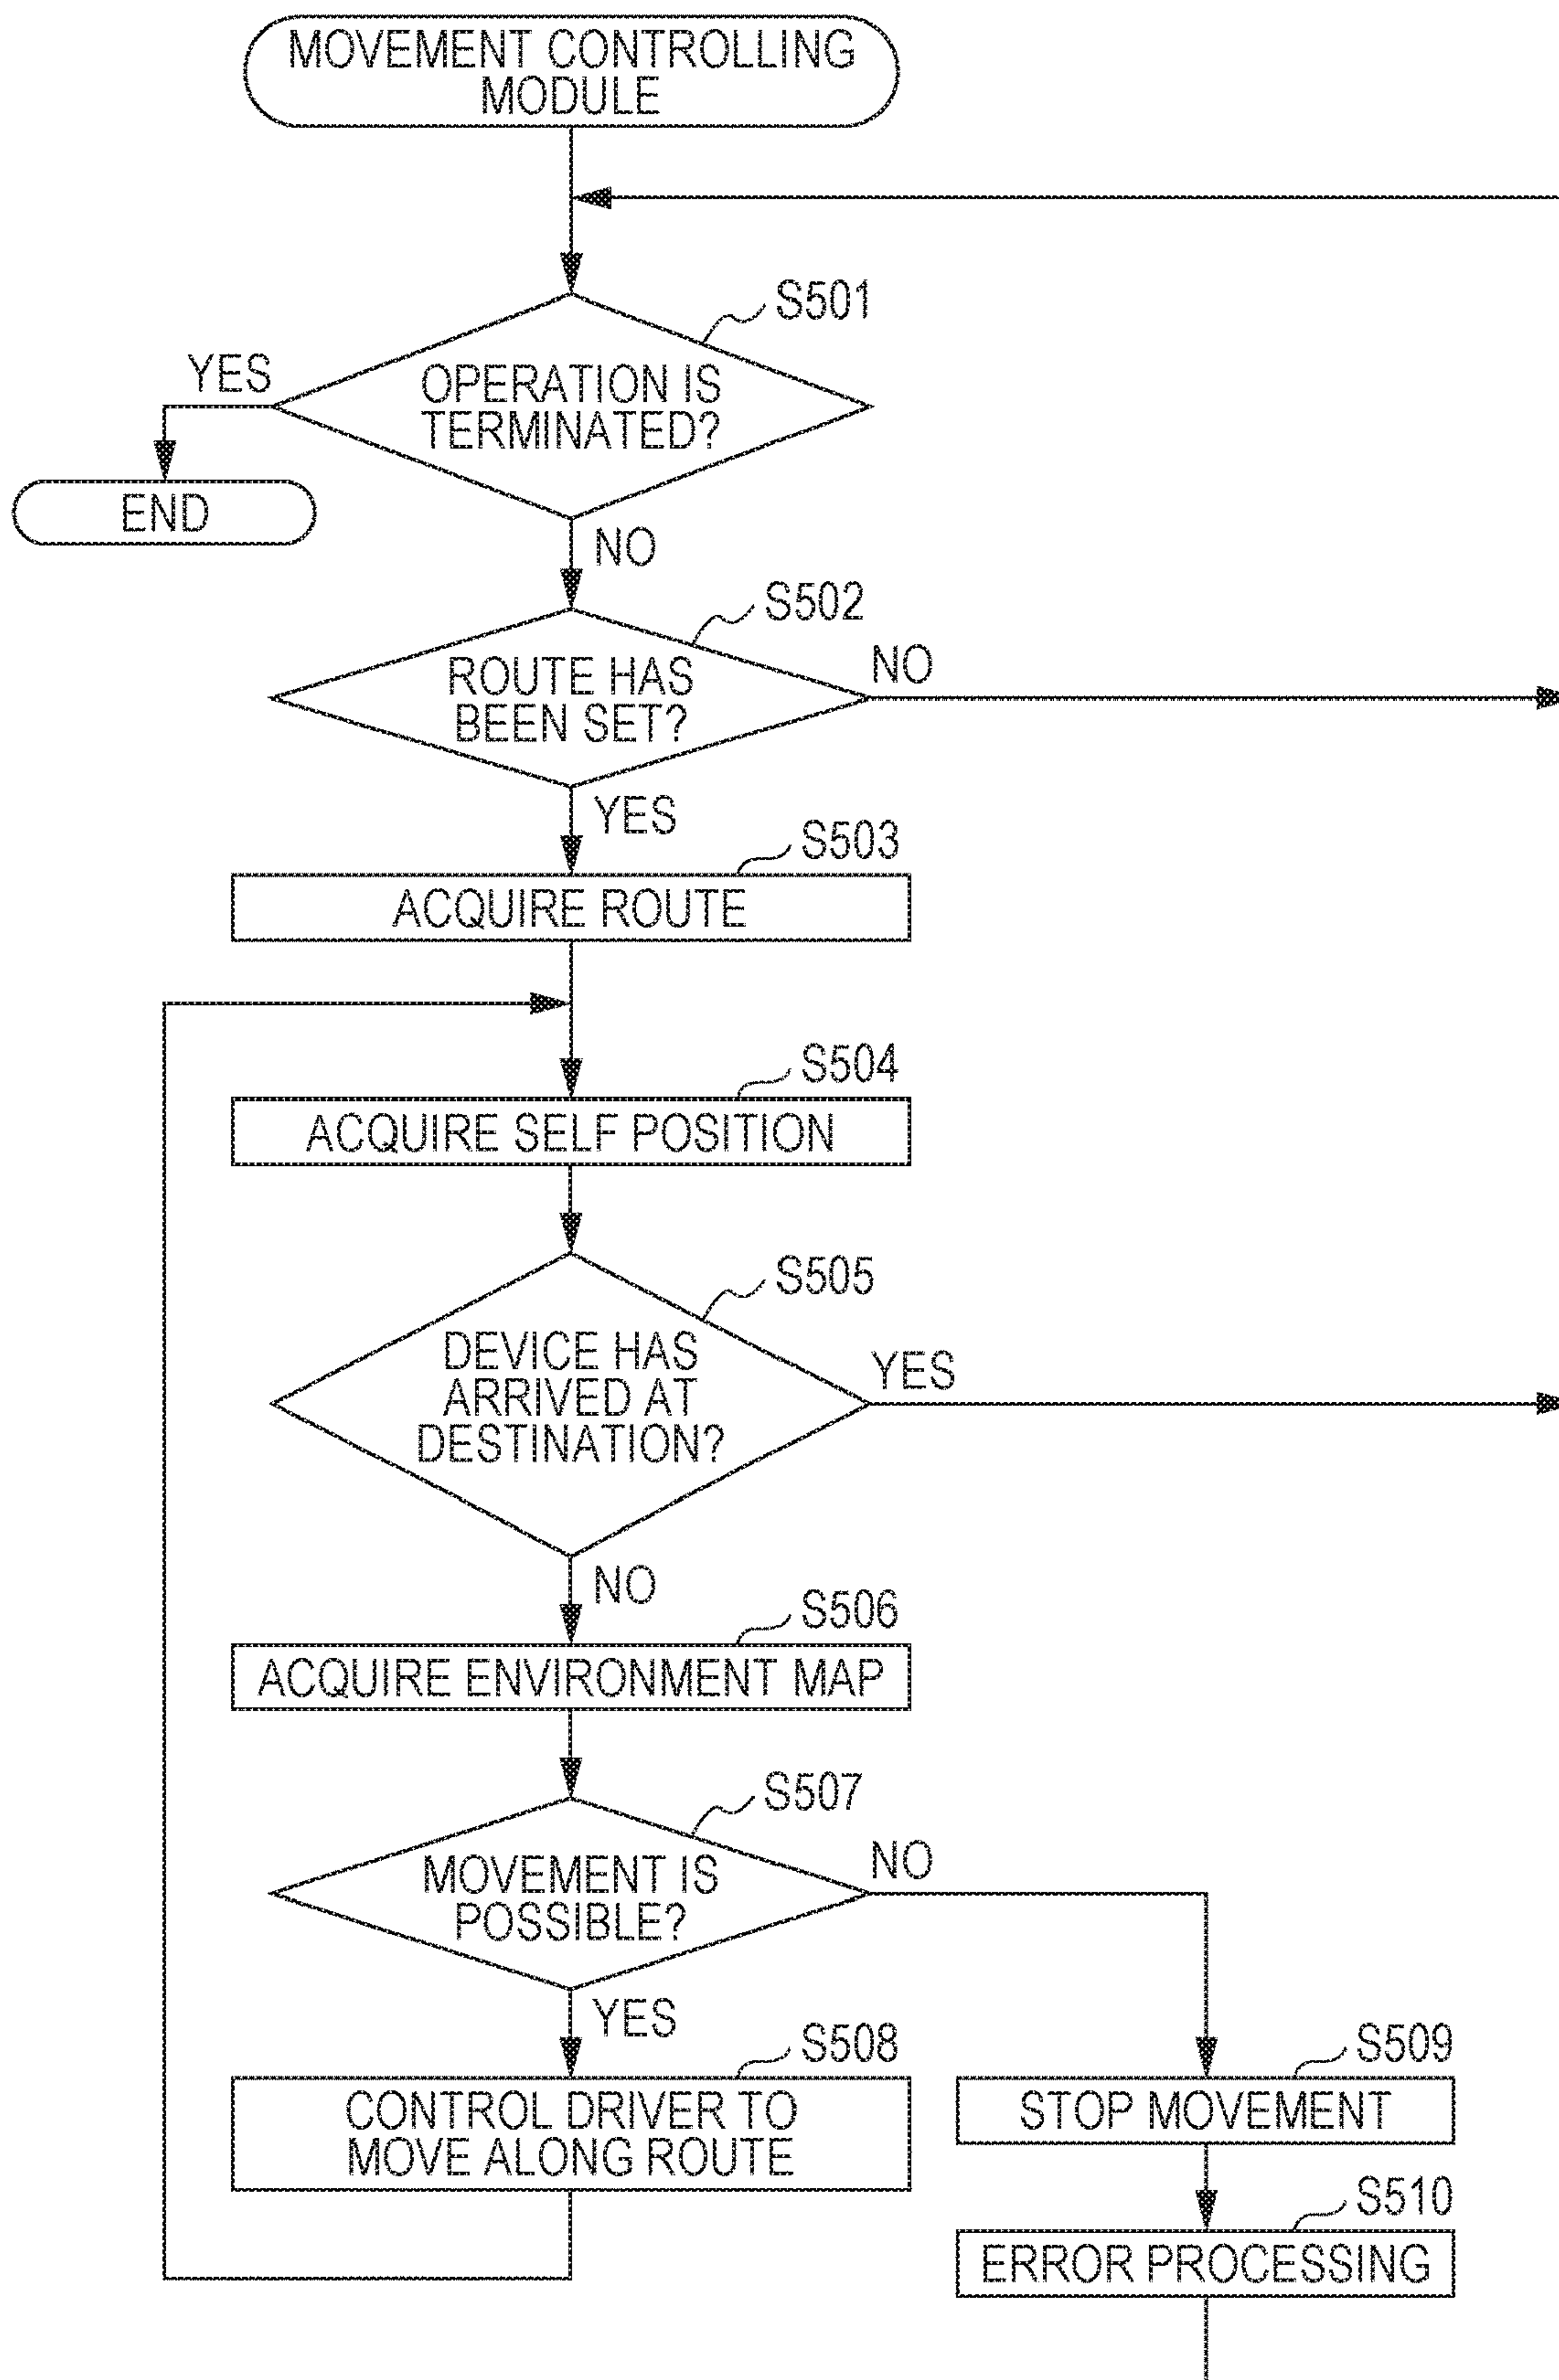 MOVEMENT CONTROLLING
MODULE
S501
YES
OPERATION IS
TERMINATED?
END
NO
S502
ROUTE HAS
BEEN SET?
NO
YES
S503
ACQUIRE ROUTE
S504
ACQUIRE SELF POSITION
S505
DEVICE HAS
ARRIVED AT
DESTINATION?
YES
NO
S506
ACQUIRE ENVIRONMENT MAP
S507
MOVEMENT IS
POSSIBLE?
NO
YES
S508
CONTROL DRIVER TO
MOVE ALONG ROUTE
S509
STOP MOVEMENT
S510
ERROR PROCESSING